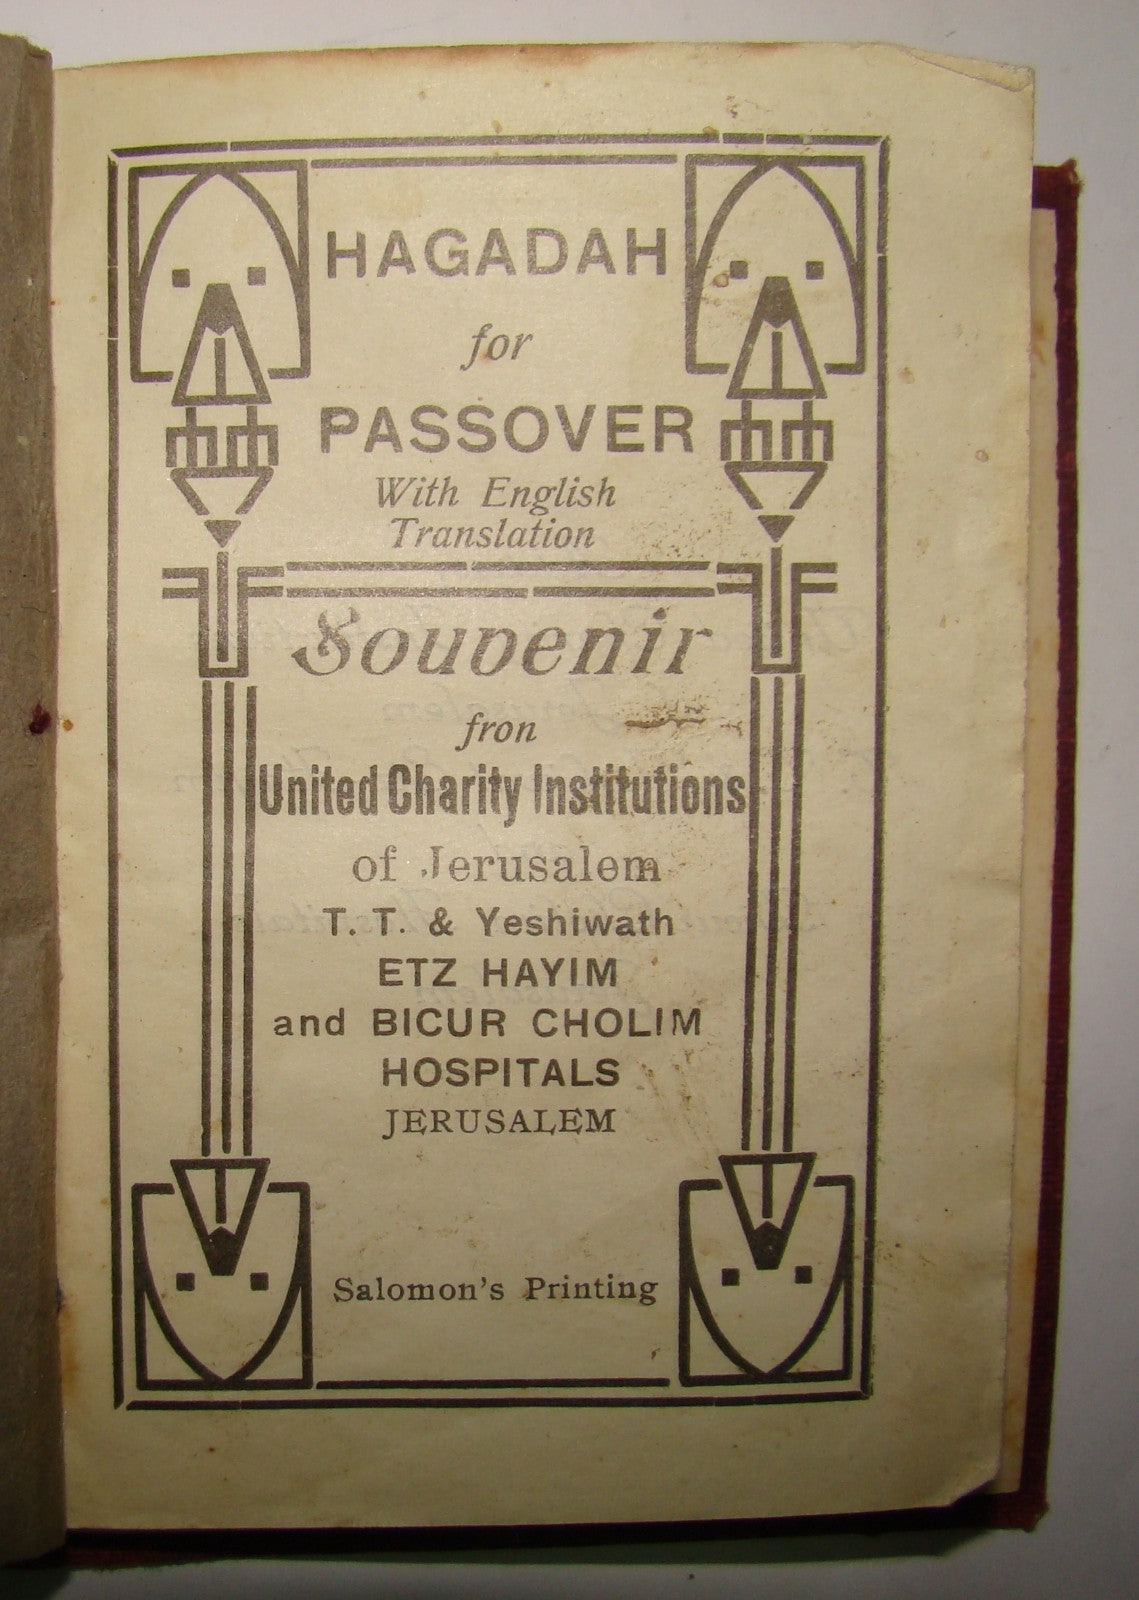 HAGADAH
for
PASSOVER
With English
Translation
Souvenir
fron
United Charity Institutions
of Jerusalem
T. T. & Yeshiwath
ETZ HAYIM
and BICUR CHOLIM
HOSPITALS
JERUSALEM
Salomon's Printing